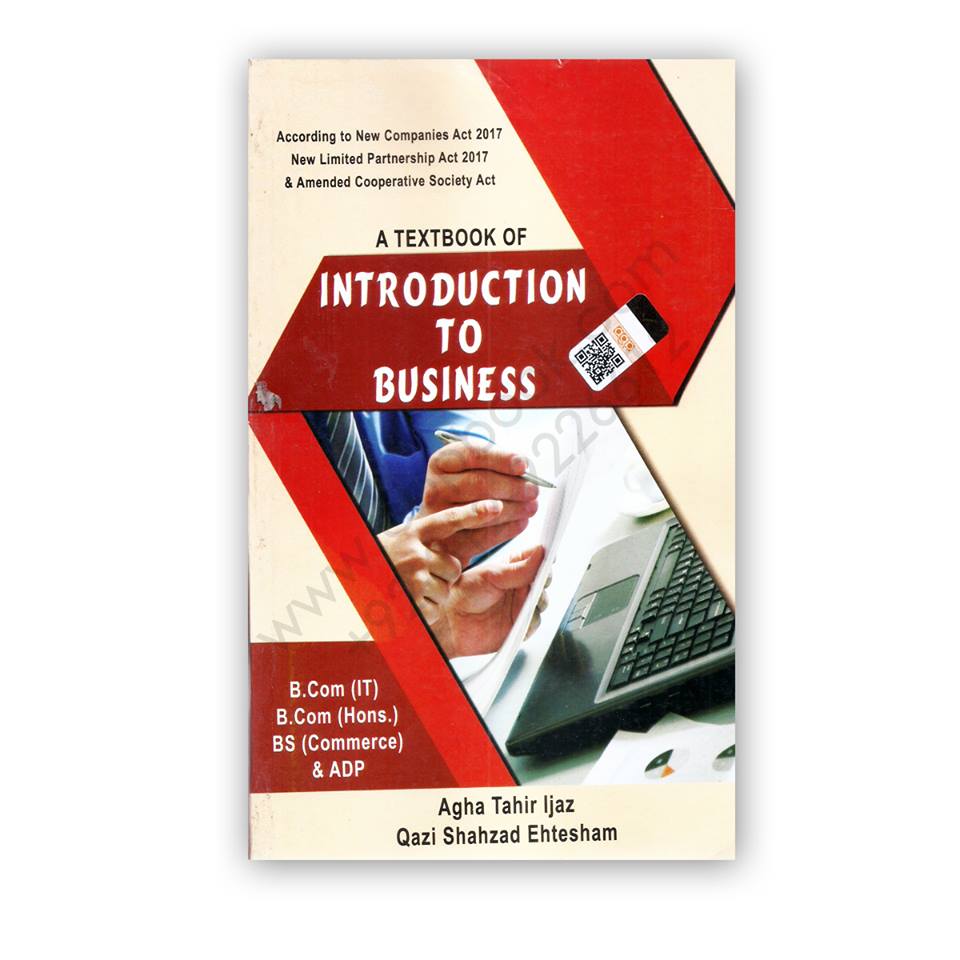 According to New Companies Act 2017
New Limited Partnership Act 2017
& Amended Cooperative Society Act
A TEXTBOOK OF
INTRODUCTION
TO
BUSINESS
B.Com (IT)
B.Com (Hons.)
BS (Commerce)
& ADP
Agha Tahir Ijaz
Qazi Shahzad Ehtesham